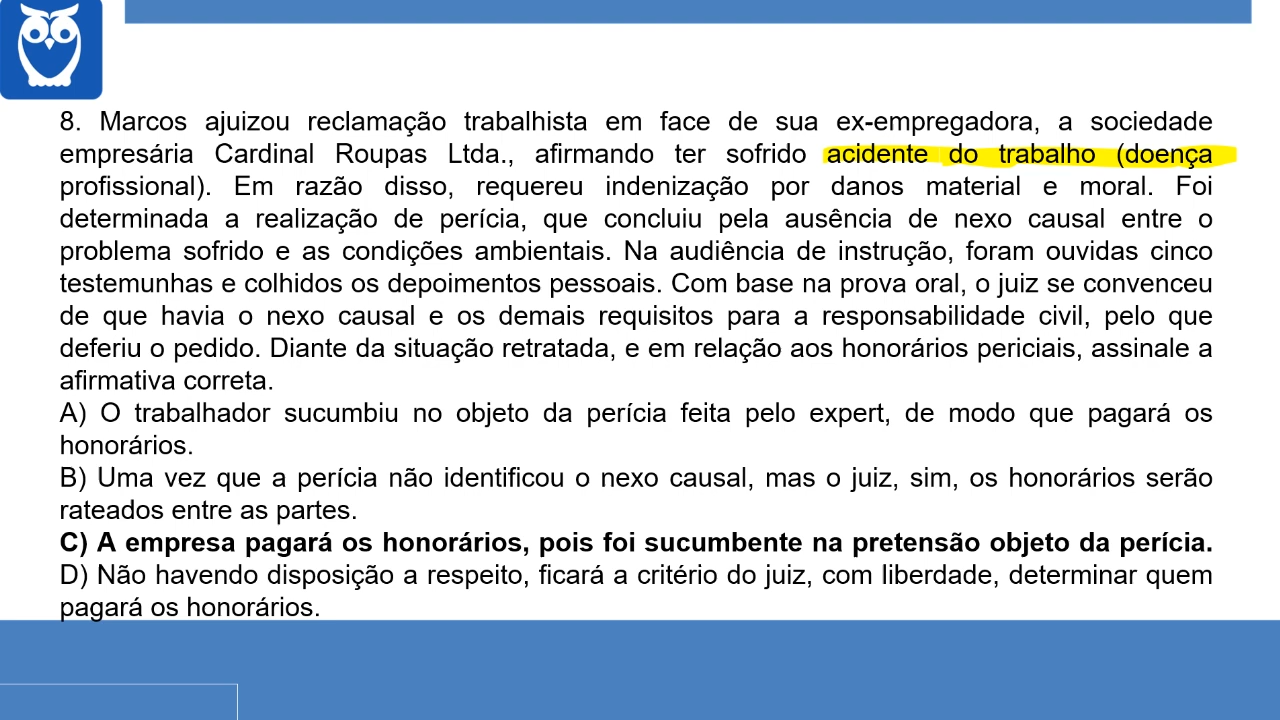 8. Marcos ajuizou reclamação trabalhista em face de sua ex-empregadora, a sociedade
empresária Cardinal Roupas Ltda., afirmando ter sofrido acidente do trabalho (doença
profissional). Em razão disso, requereu indenização por danos material e moral. Foi
determinada a realização de perícia, que concluiu pela ausência de nexo causal entre o
problema sofrido e as condições ambientais. Na audiência de instrução, foram ouvidas cinco
testemunhas e colhidos os depoimentos pessoais. Com base na prova oral, o juiz se convenceu
de que havia o nexo causal e os demais requisitos para a responsabilidade civil, pelo que
deferiu o pedido. Diante da situação retratada, e em relação aos honorários periciais, assinale a
afirmativa correta.
A) O trabalhador sucumbiu no objeto da perícia feita pelo expert, de modo que pagará os
honorários.
B) Uma vez que a perícia não identificou o nexo causal, mas o juiz, sim, os honorários serão
rateados entre as partes.
C) A empresa pagará os honorários, pois foi sucumbente na pretensão objeto da perícia.
D) Não havendo disposição a respeito, ficará a critério do juiz, com liberdade, determinar quem
pagará os honorários.